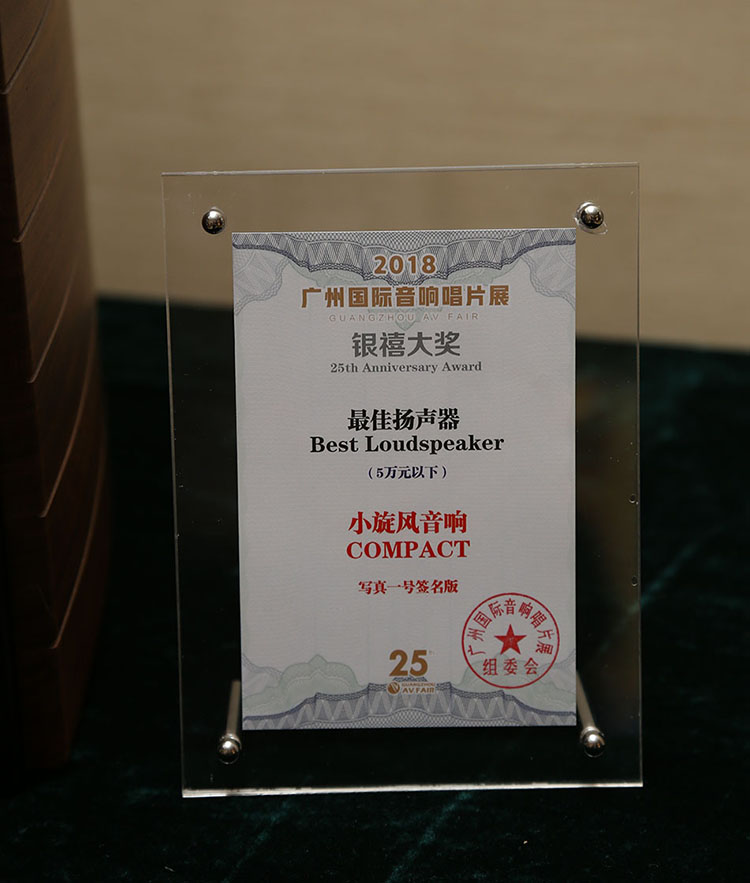 2018
广州国际音响唱片展
GUANGZHOU AV FAIR
银禧大奖
25th Anniversary Award
最佳扬声器
Best Loudspeaker
（5万元以下）
小旋风音响
COMPACT
写真一号签名版
广州国际音响唱片展
组委会
25
GUANGZHOU
AV FAIR